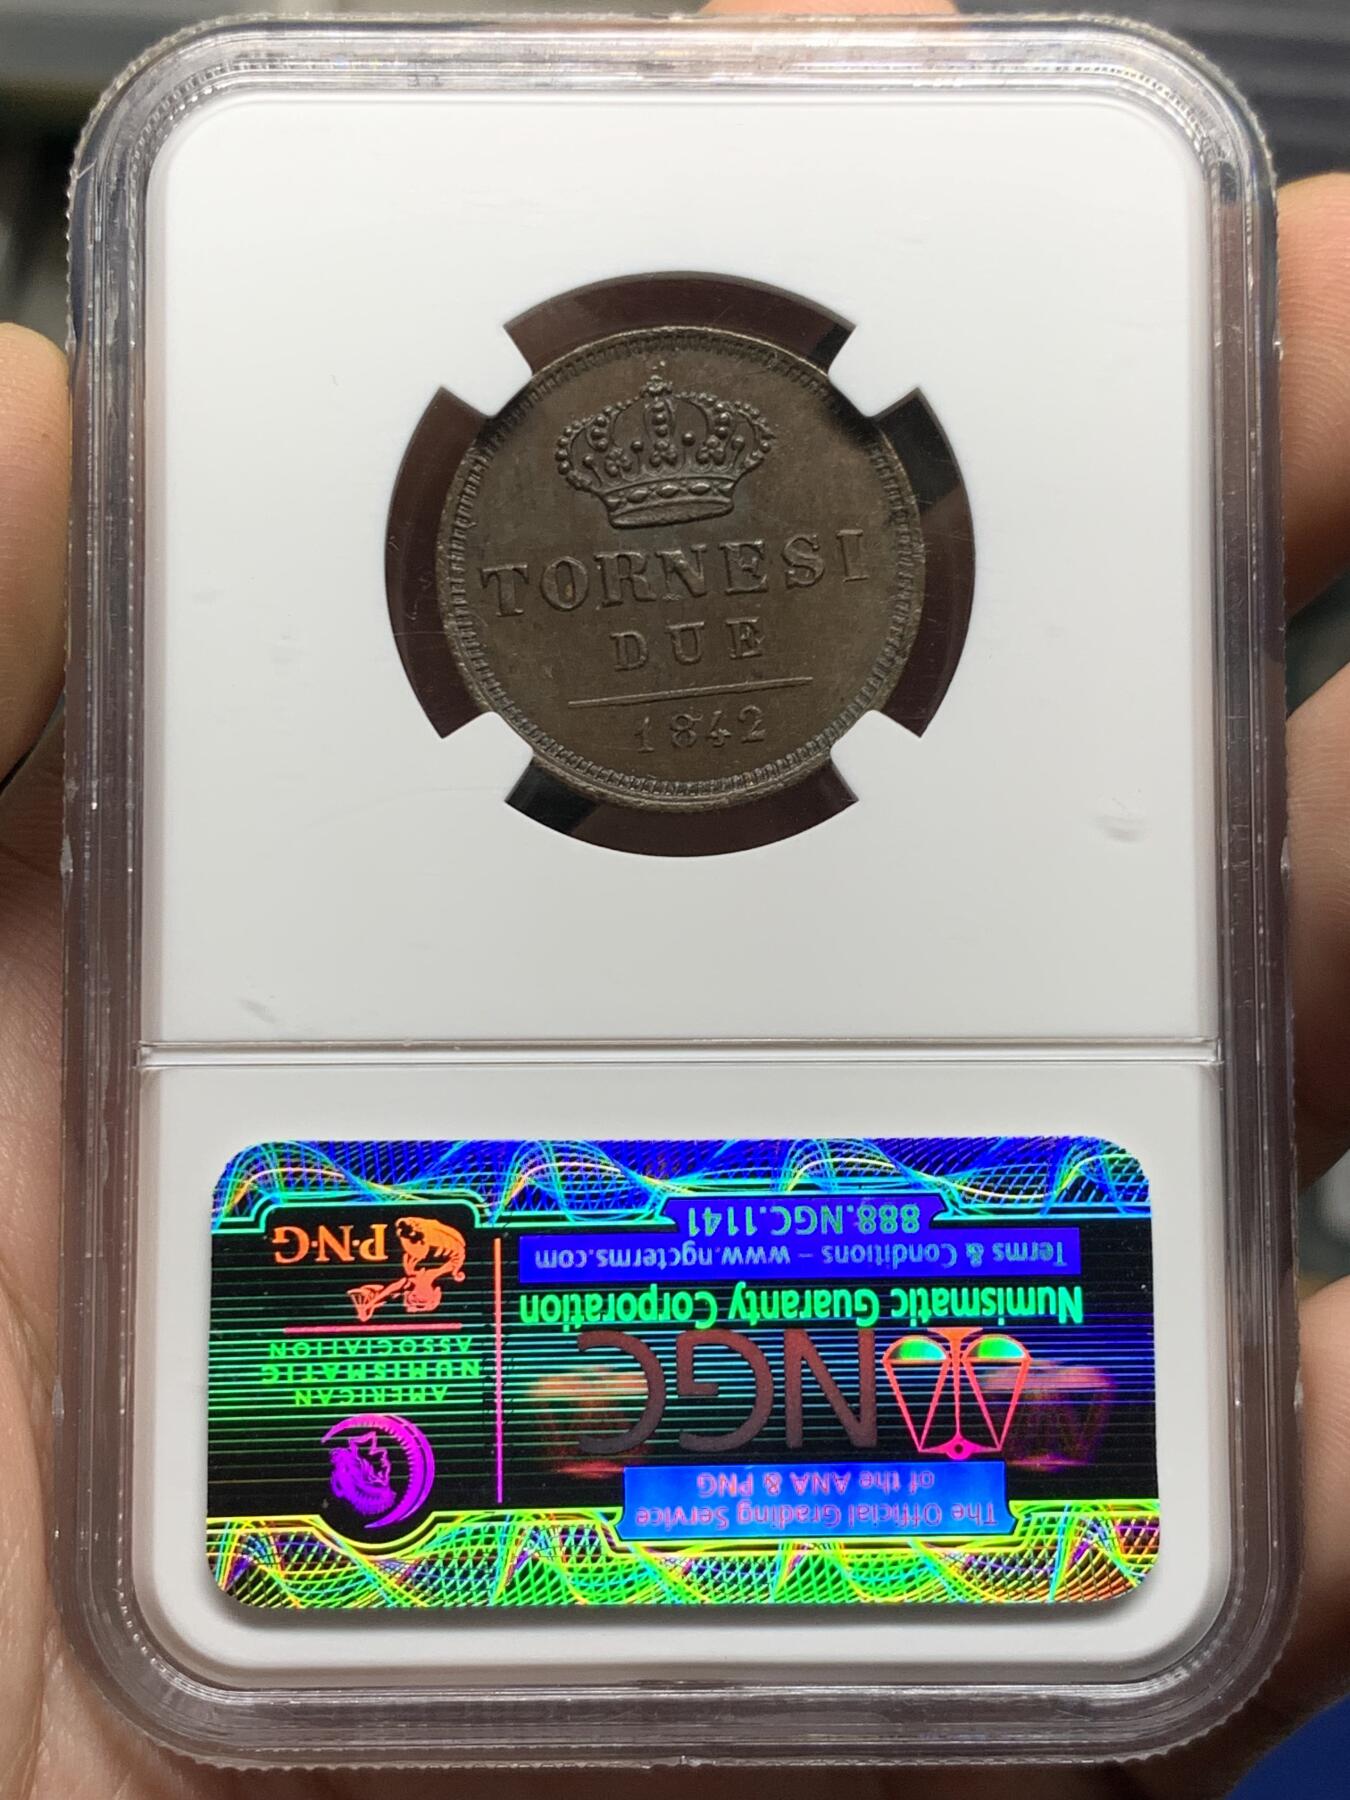 TORNESI
DUE
1842
The Official Grading Service
of the ANA & PNG
NGC
Numismatic Guaranty Corporation
Terms & Conditions – www.ngcterms.com
888.NGC.1141
AMERICAN
NUMISMATIC
ASSOCIATION
P·N·G